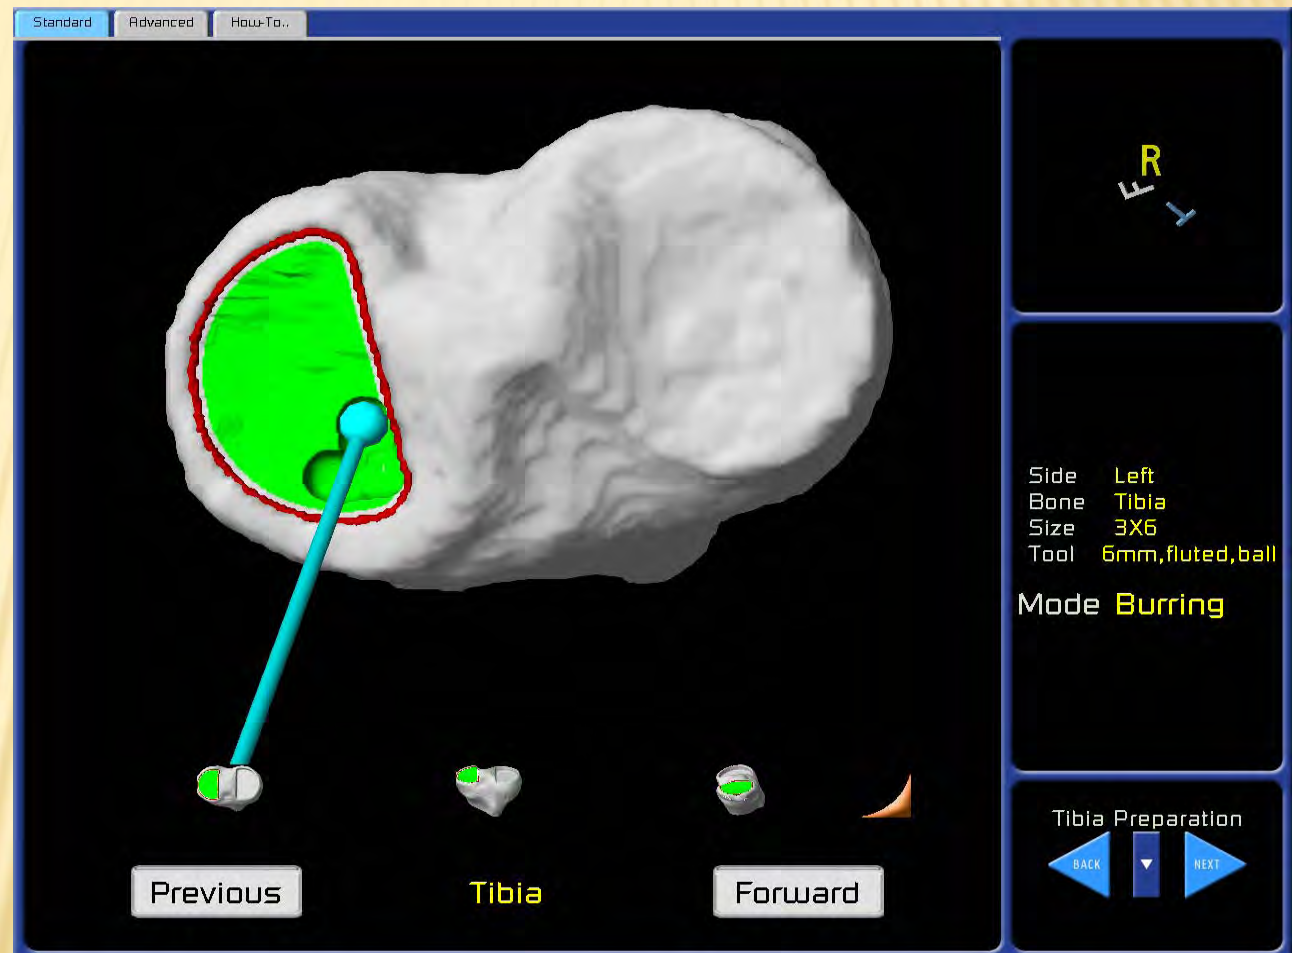 Standard
Advanced
How-To..
R
F
T
Side Left
Bone Tibia
Size 3X6
Tool 6mm,fluted,ball
Mode Burring
Tibia Preparation
BACK
NEXT
Previous
Tibia
Forward